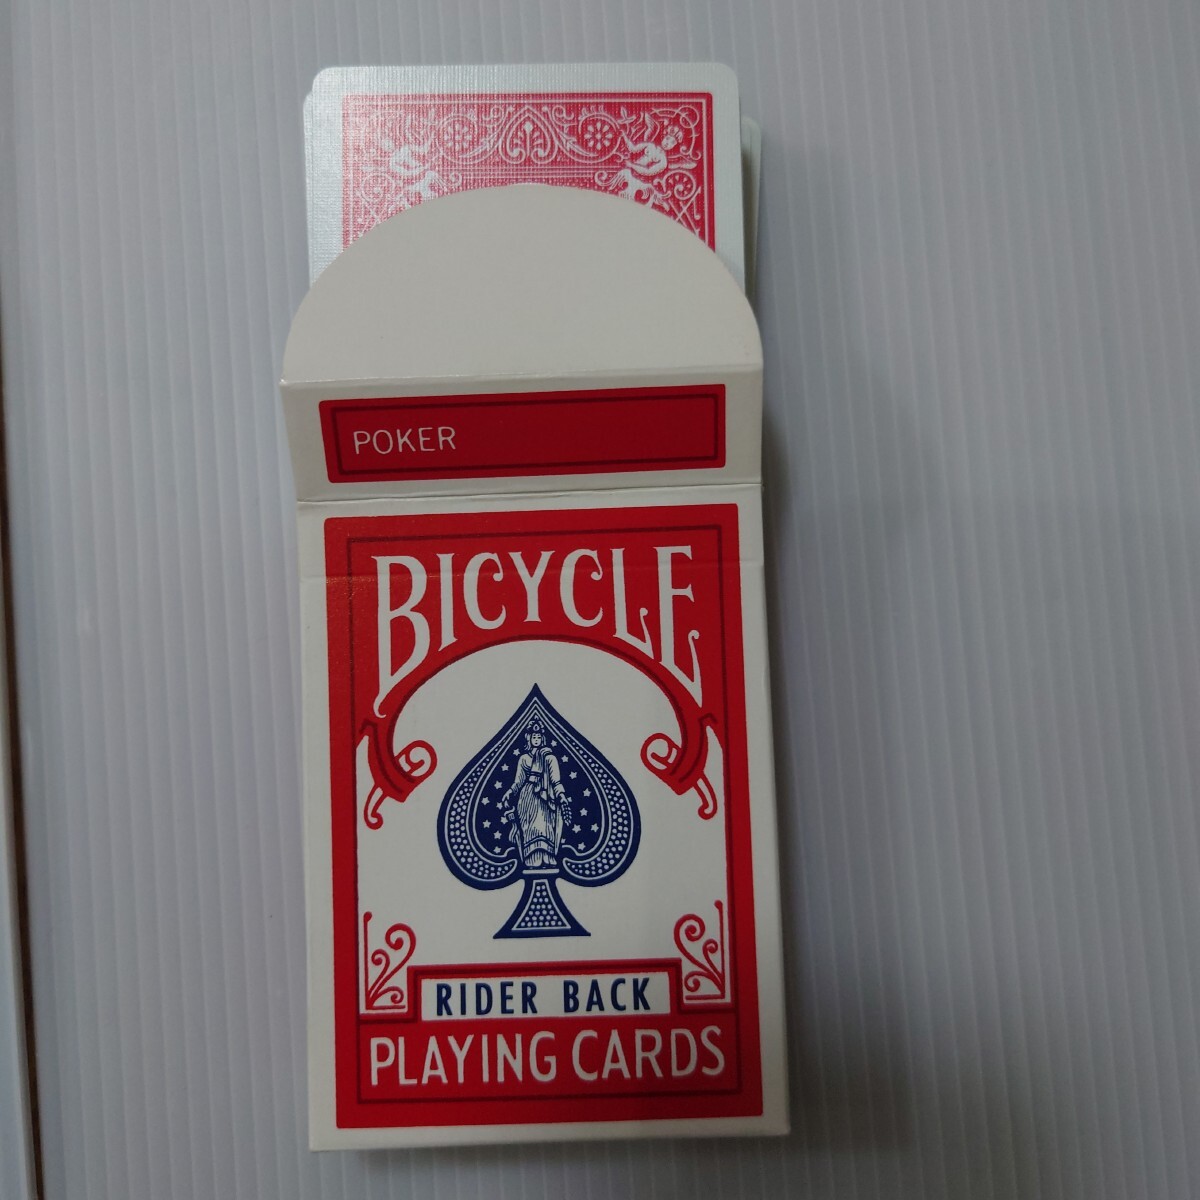 POKER
BICYCLE
RIDER BACK
PLAYING CARDS